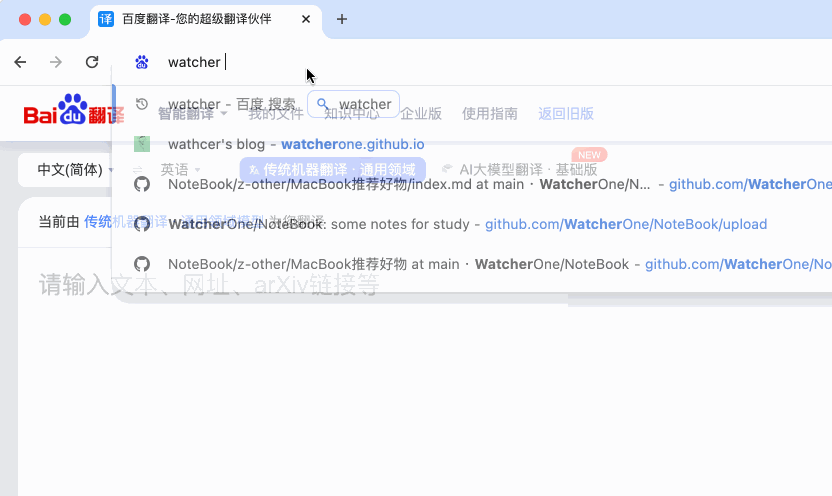 译 百度翻译-您的超级翻译伙伴
watcher
watcher - 百度 搜索 watcher
Bai du 翻译 智能翻译 我的文件 知识中心 企业版 使用指南 返回旧版
wathcer's blog - watcherone.github.io
NEW
中文(简体) 英语 传统机器翻译 · 通用领域 AI大模型翻译 · 基础版
NoteBook/z-other/MacBook推荐好物/index.md at main · WatcherOne/N... - github.com/WatcherOne
当前由 传统机器翻译-通用领域模型 为您翻译
WatcherOne/NoteBook: some notes for study - github.com/WatcherOne/NoteBook/upload
NoteBook/z-other/MacBook推荐好物 at main · WatcherOne/NoteBook - github.com/WatcherOne/No
请输入文本、网址、arXiv链接等